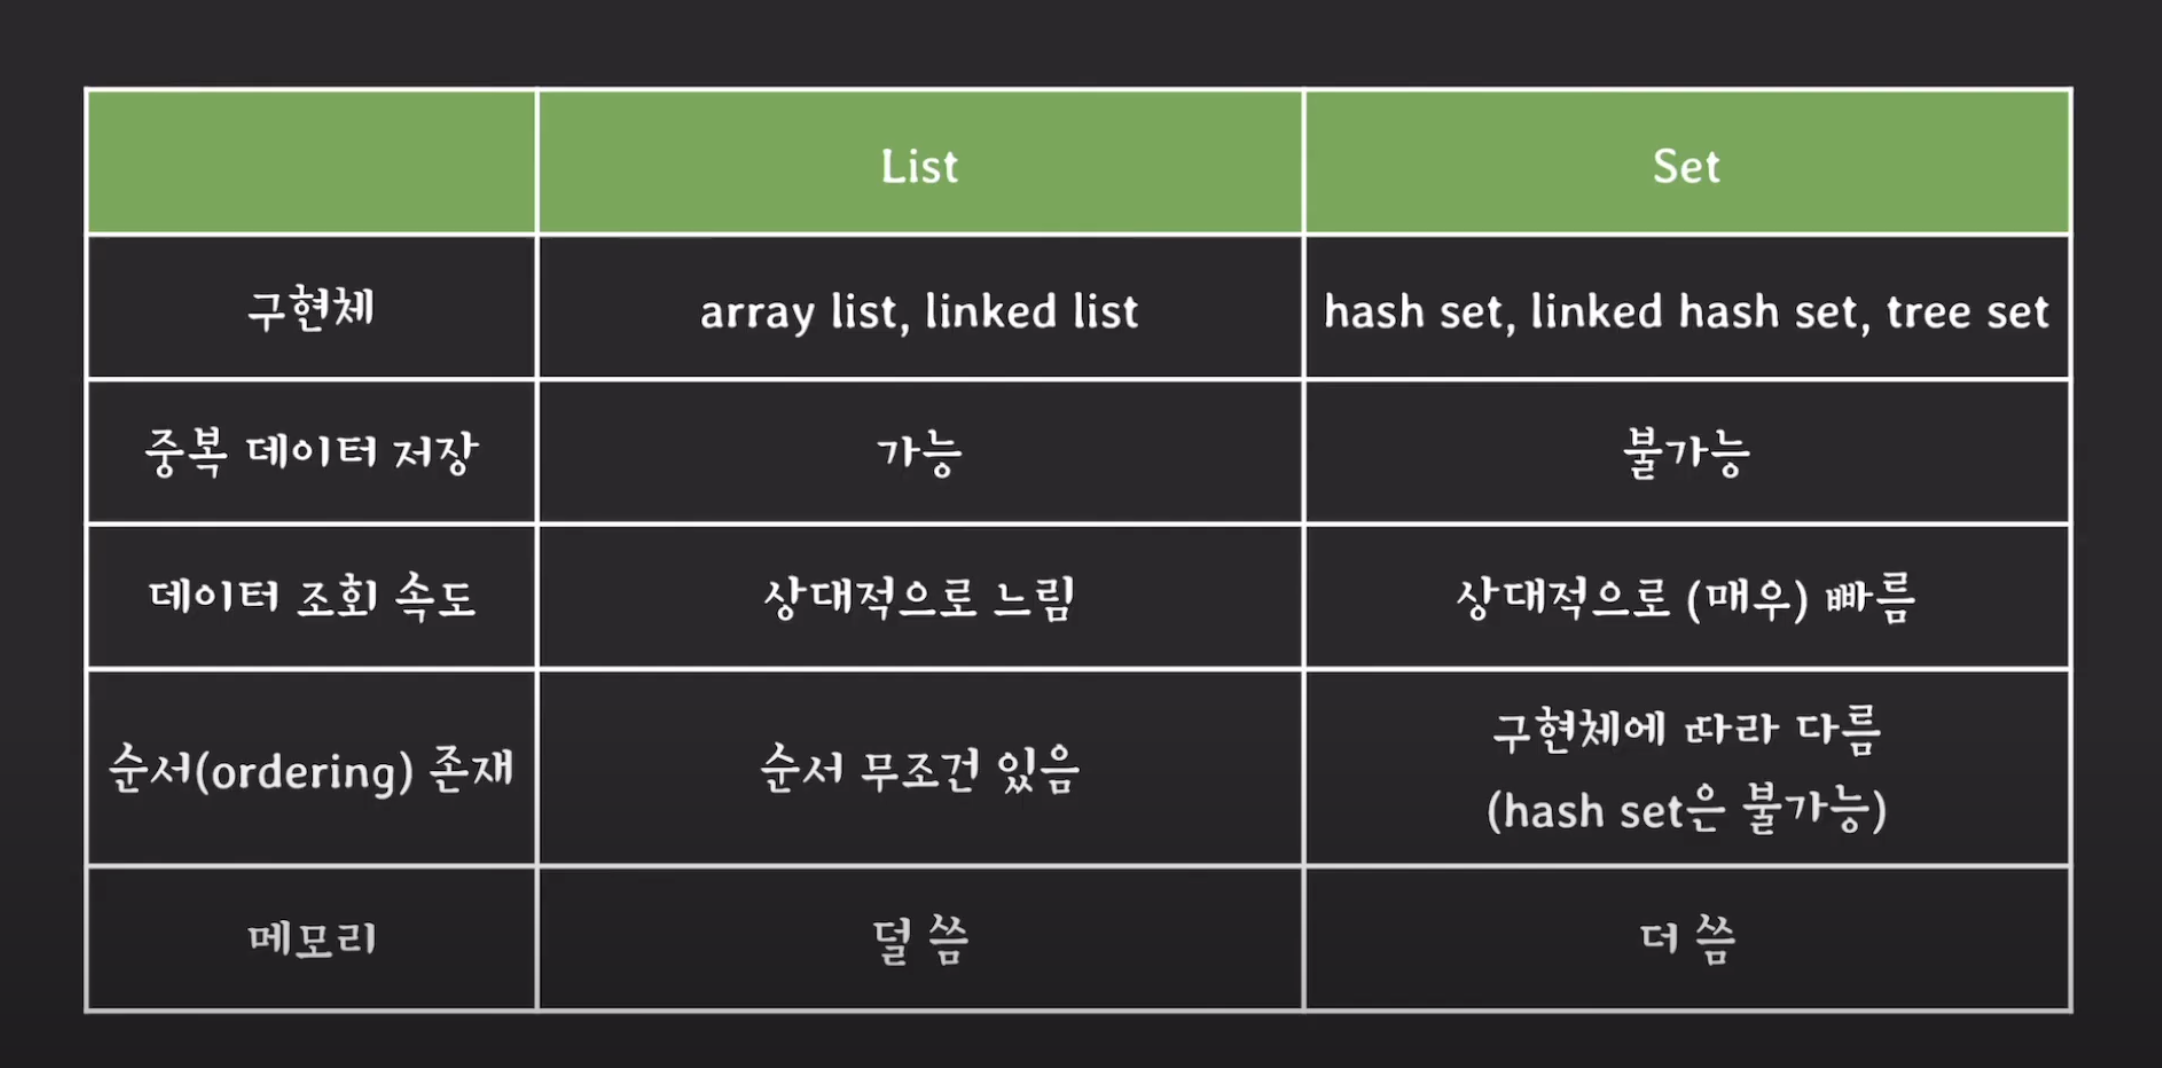 List Set
구현체 array list, linked list hash set, linked hash set, tree set
중복 데이터 저장 가능 불가능
데이터 조회 속도 상대적으로 느림 상대적으로 (매우) 빠름
순서(ordering) 존재 순서 무조건 있음 구현체에 따라 다름
(hash set은 불가능)
메모리 덜 씀 더 씀